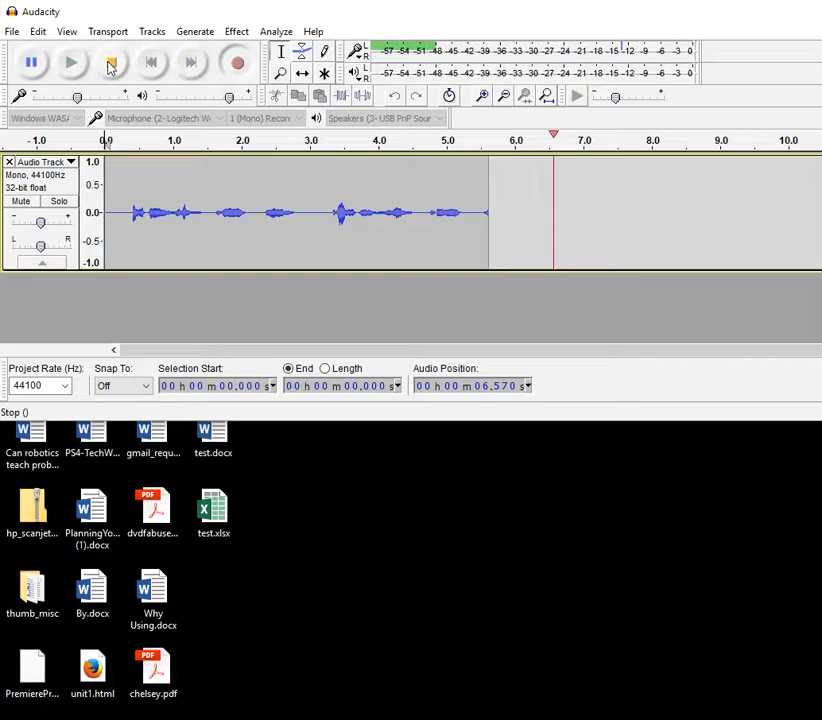 Audacity
File Edit View Transport Tracks Generate Effect Analyze Help
L
R
-57 -54 -51 -48 -45 -42 -39 -36 -33 -30 -27 -24 -21 -18 -15 -12 -9 -6 -3 0
L
R
-57 -54 -51 -48 -45 -42 -39 -36 -33 -30 -27 -24 -21 -18 -15 -12 -9 -6 -3 0
- +
- +
- +
Windows WASA Microphone (2- Logitech We 1 (Mono) Record Speakers (3- USB PnP Sour
- 1.0 0.0 1.0 2.0 3.0 4.0 5.0 6.0 7.0 8.0 9.0 10.0
Audio Track
Mono, 44100Hz
32-bit float
Mute Solo
- +
L R
1.0
0.5
0.0
-0.5
-1.0
Project Rate (Hz): Snap To: Selection Start: End Length Audio Position:
44100 Off 00 h 00 m 00.000 s 00 h 00 m 00.000 s 00 h 00 m 06.570 s
Stop ()
Can robotics teach prob...
PS4-TechW...
gmail_requ...
test.docx
hp_scanjet...
PlanningYo... (1).docx
dvdfabuse...
test.xlsx
thumb_misc
By.docx
Why Using.docx
PremierePr...
unit1.html
chelsey.pdf